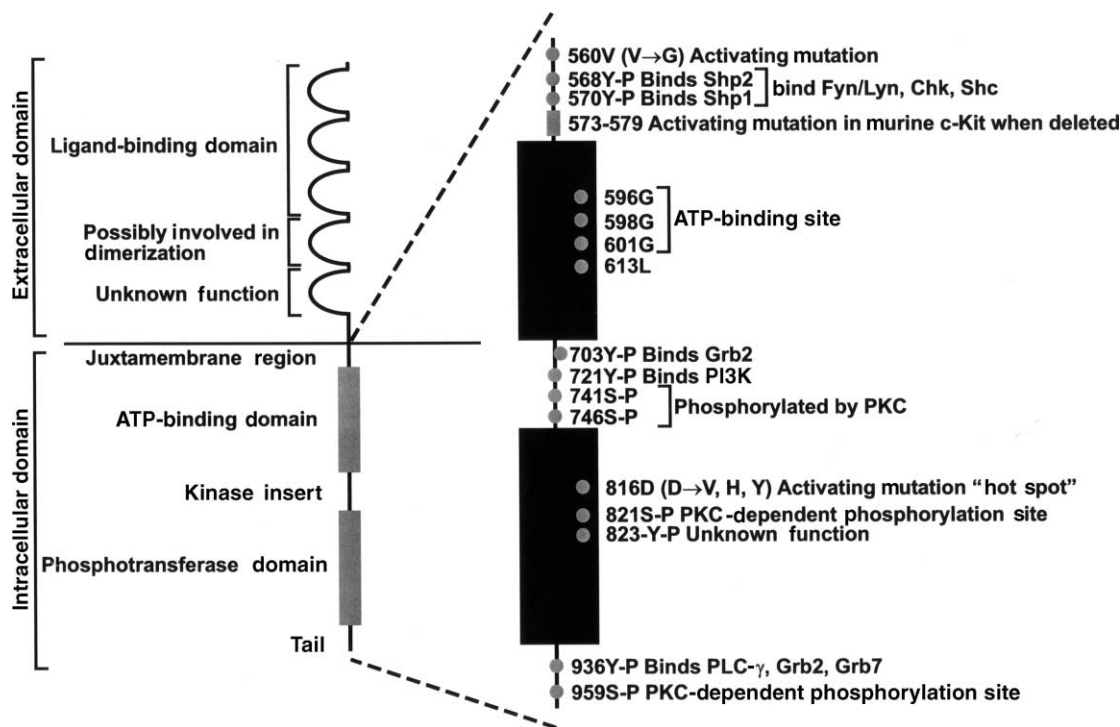 Extracellular domain
Ligand-binding domain
Possibly involved in
dimerization
Unknown function
Intracellular domain
Juxtamembrane region
ATP-binding domain
Kinase insert
Phosphotransferase domain
Tail
560V (V→G) Activating mutation
568Y-P Binds Shp2
570Y-P Binds Shp1
bind Fyn/Lyn, Chk, Shc
573-579 Activating mutation in murine c-Kit when deleted
596G
598G
601G
ATP-binding site
613L
703Y-P Binds Grb2
721Y-P Binds PI3K
741S-P
746S-P
Phosphorylated by PKC
816D (D→V, H, Y) Activating mutation “hot spot”
821S-P PKC-dependent phosphorylation site
823-Y-P Unknown function
936Y-P Binds PLC-γ, Grb2, Grb7
959S-P PKC-dependent phosphorylation site